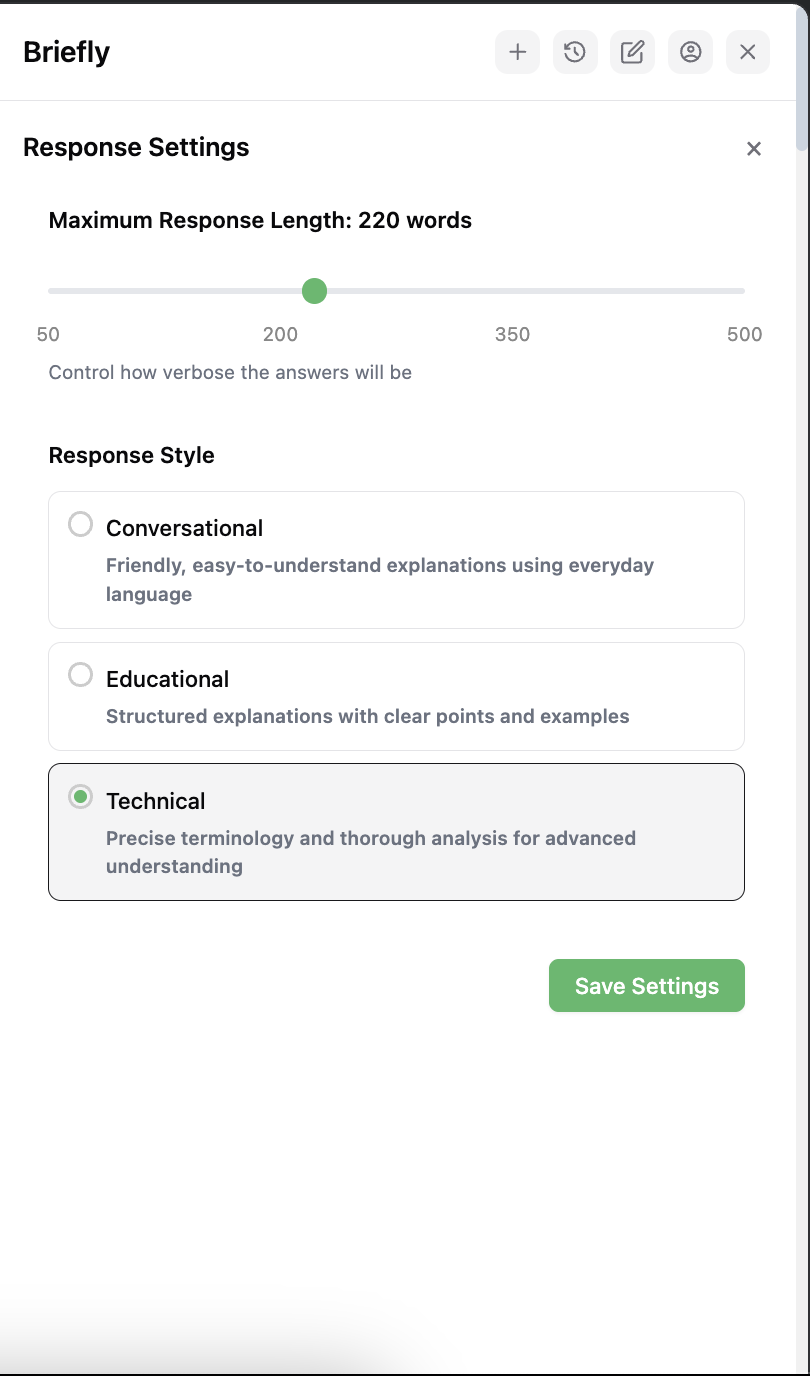 Briefly
Response Settings
Maximum Response Length: 220 words
50 200 350 500
Control how verbose the answers will be
Response Style
Conversational
Friendly, easy-to-understand explanations using everyday
language
Educational
Structured explanations with clear points and examples
Technical
Precise terminology and thorough analysis for advanced
understanding
Save Settings